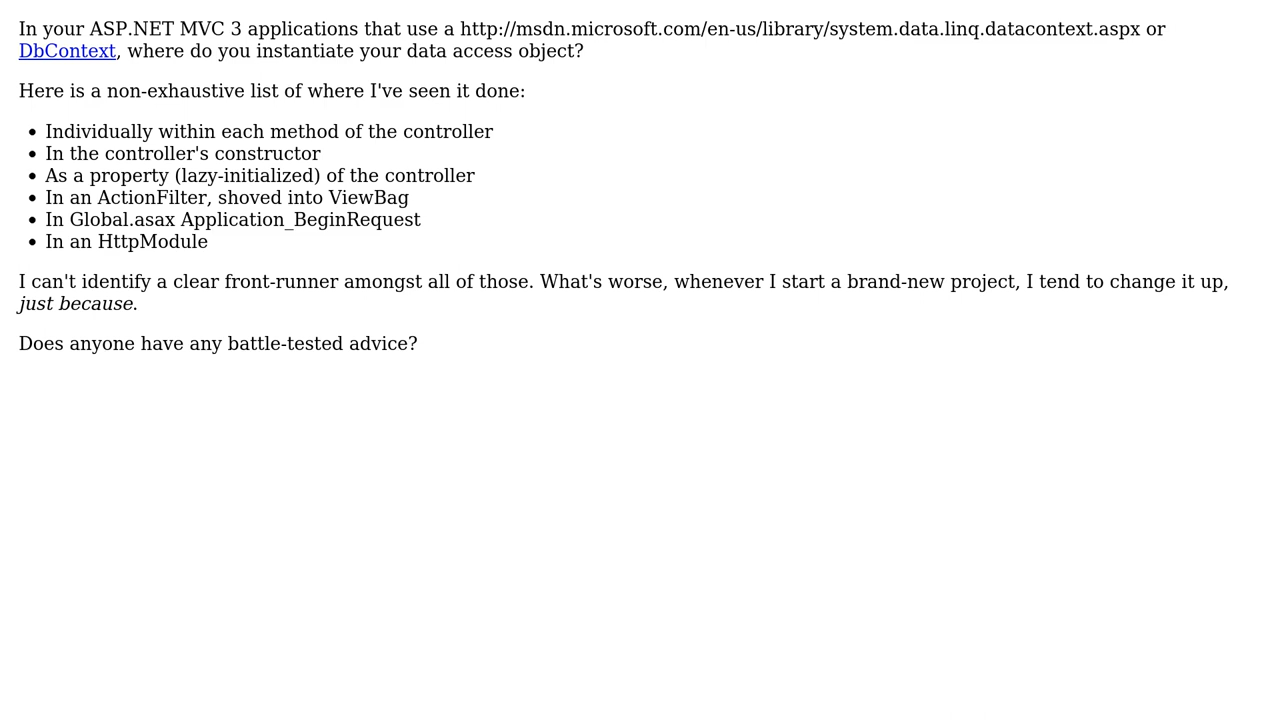 In your ASP.NET MVC 3 applications that use a http://msdn.microsoft.com/en-us/library/system.data.linq.datacontext.aspx or
DbContext, where do you instantiate your data access object?
Here is a non-exhaustive list of where I've seen it done:
• Individually within each method of the controller
• In the controller's constructor
• As a property (lazy-initialized) of the controller
• In an ActionFilter, shoved into ViewBag
• In Global.asax Application_BeginRequest
• In an HttpModule
I can't identify a clear front-runner amongst all of those. What's worse, whenever I start a brand-new project, I tend to change it up,
just because.
Does anyone have any battle-tested advice?